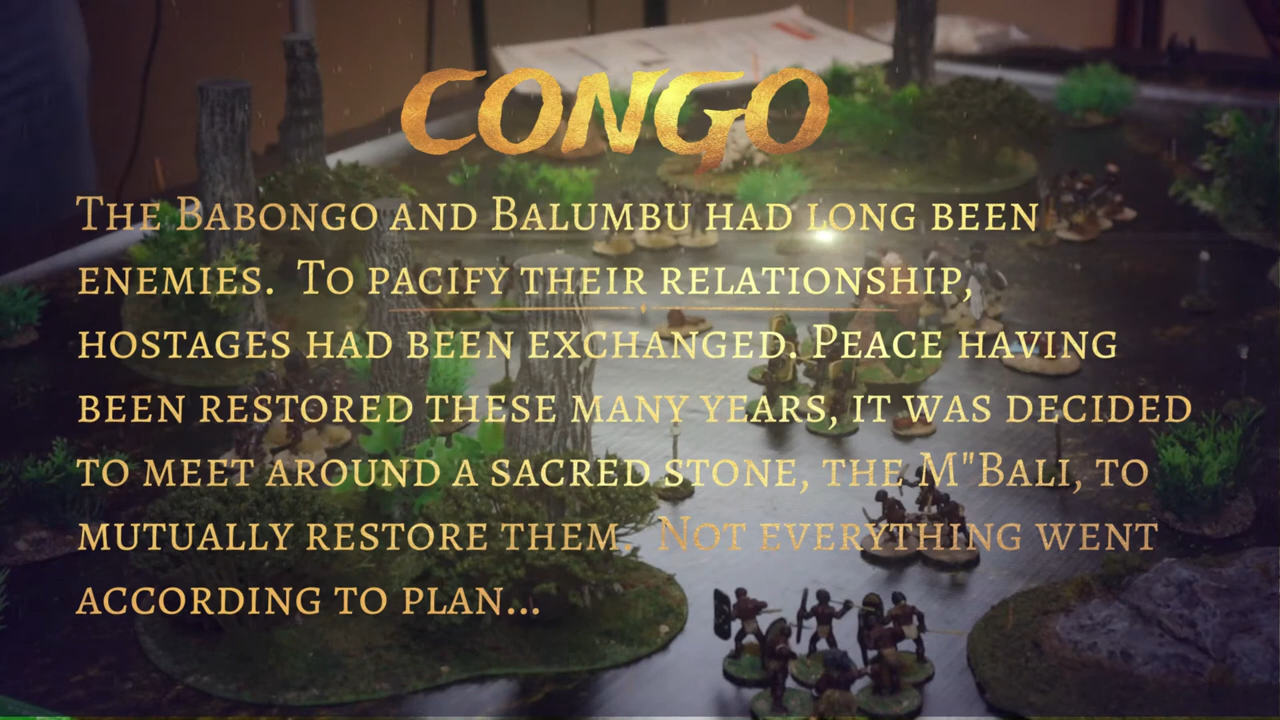 CONGO
The Babongo and Balumbu had long been
enemies. To pacify their relationship,
hostages had been exchanged. Peace having
been restored these many years, it was decided
to meet around a sacred stone, the M"Bali, to
mutually restore them. Not everything went
according to plan...